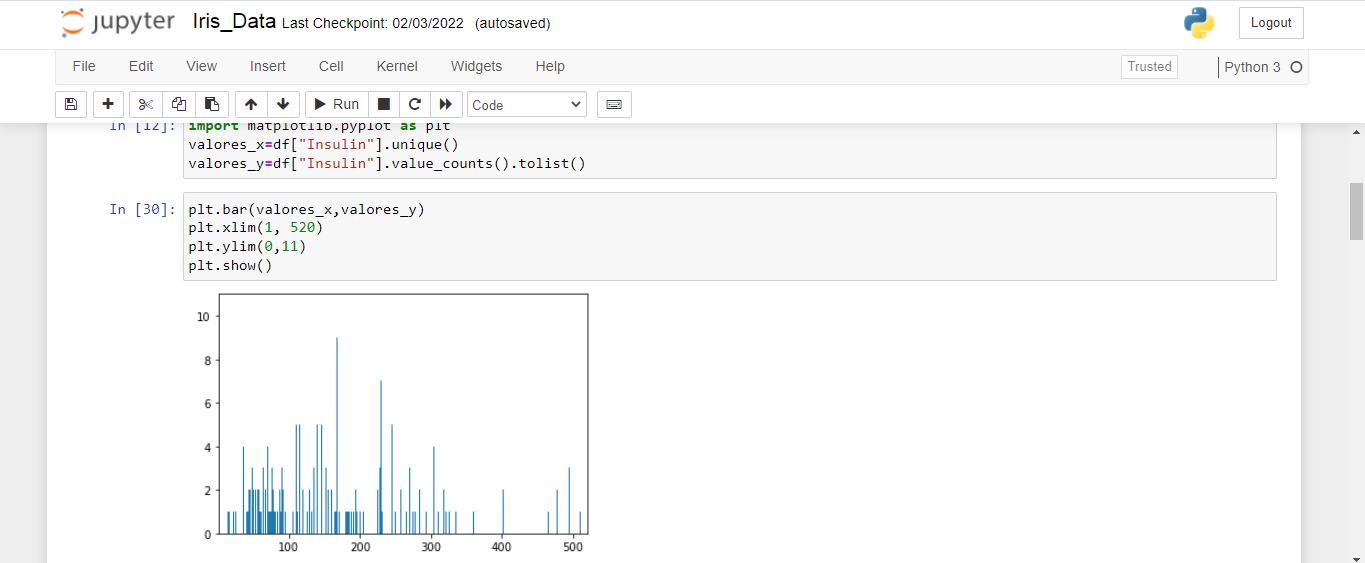 jupyter Iris_Data Last Checkpoint: 02/03/2022 (autosaved)
Logout
File Edit View Insert Cell Kernel Widgets Help
Trusted
Python 3
Run
Code
In [12]: import matplotlib.pyplot as plt
valores_x=df["Insulin"].unique()
valores_y=df["Insulin"].value_counts().tolist()
In [30]: plt.bar(valores_x,valores_y)
plt.xlim(1, 520)
plt.ylim(0,11)
plt.show()
10
8
6
4
2
0
100 200 300 400 500